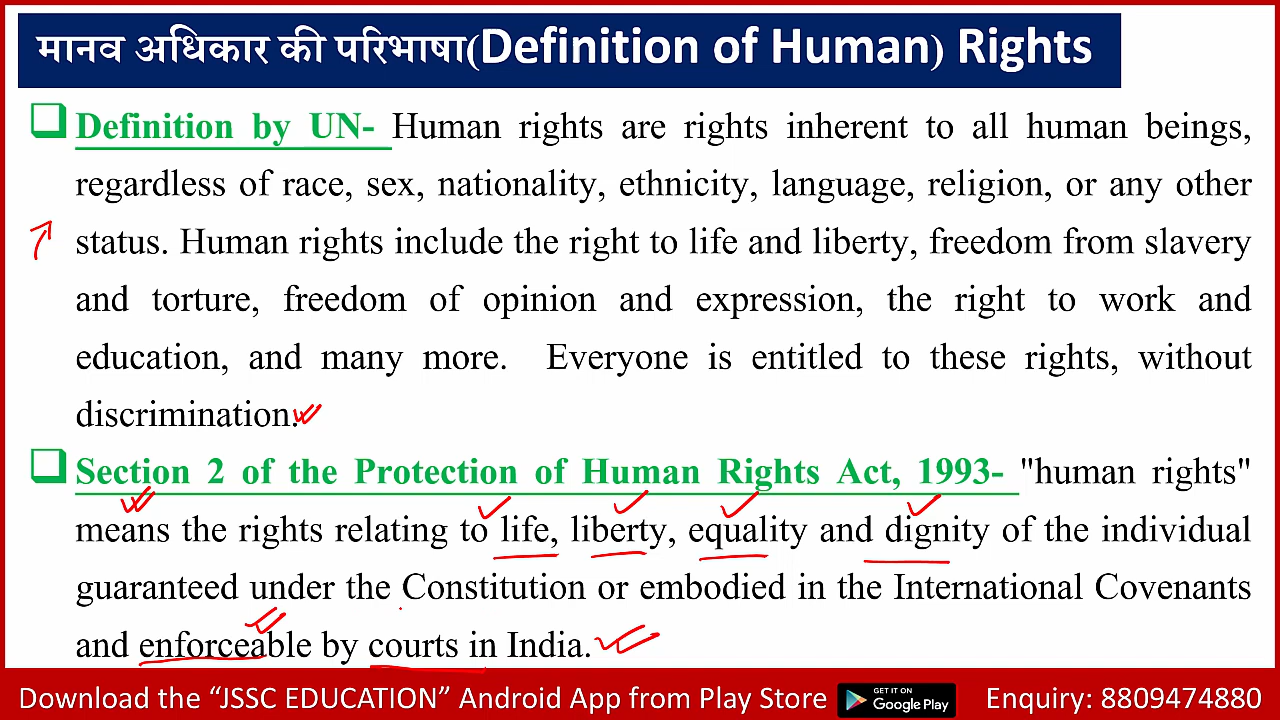 मानव अधिकार की परिभाषा(Definition of Human) Rights
Definition by UN- Human rights are rights inherent to all human beings,
regardless of race, sex, nationality, ethnicity, language, religion, or any other
status. Human rights include the right to life and liberty, freedom from slavery
and torture, freedom of opinion and expression, the right to work and
education, and many more. Everyone is entitled to these rights, without
discrimination.
Section 2 of the Protection of Human Rights Act, 1993- "human rights"
means the rights relating to life, liberty, equality and dignity of the individual
guaranteed under the Constitution or embodied in the International Covenants
and enforceable by courts in India.
Download the “JSSC EDUCATION” Android App from Play Store GET IT ON Google Play Enquiry: 8809474880